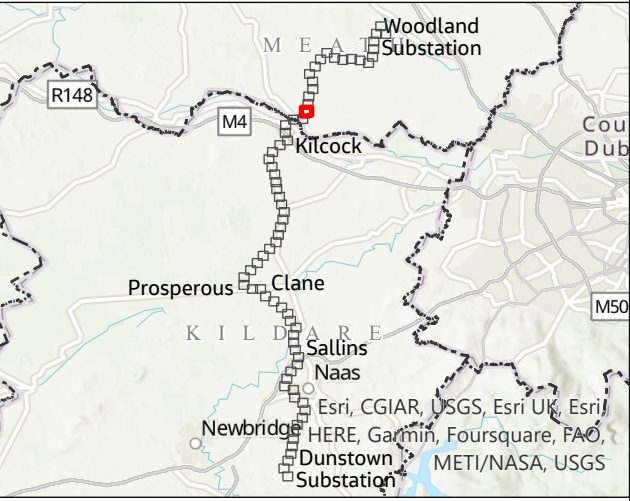 Woodland
Substation
MEATH
R148
M4
Cou
Dub
Kilcock
Prosperous
Clane
M50
KILDARE
Sallins
Naas
Newbridge
Esri, CGIAR, USGS, Esri UK, Esri,
HERE, Garmin, Foursquare, FAO,
METI/NASA, USGS
Dunstown
Substation